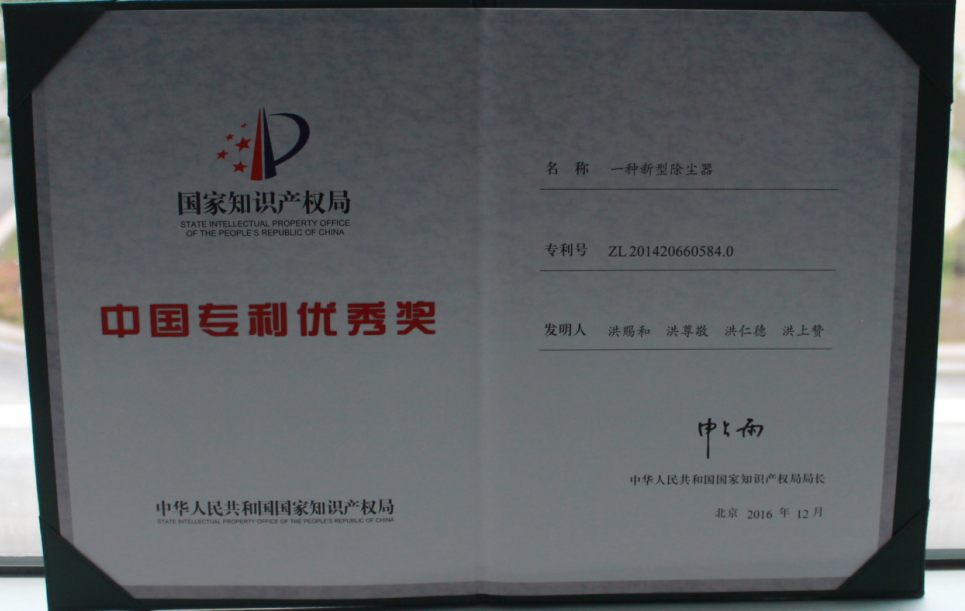 国家知识产权局
STATE INTELLECTUAL PROPERTY OFFICE
OF THE PEOPLE'S REPUBLIC OF CHINA
中国专利优秀奖
中华人民共和国国家知识产权局
STATE INTELLECTUAL PROPERTY OFFICE OF THE PEOPLE'S REPUBLIC OF CHINA
名 称 一种新型除尘器
专利号 ZL 201420660584.0
发明人 洪赐和 洪尊敬 洪仁德 洪上赞
申长雨
中华人民共和国国家知识产权局局长
北京 2016 年 12 月